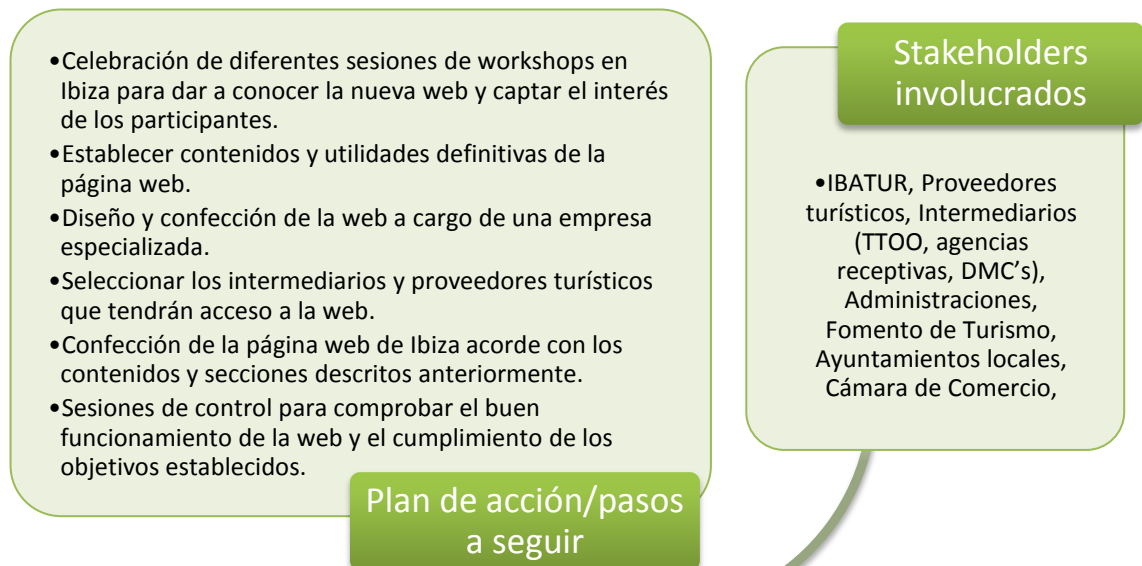 •Celebración de diferentes sesiones de workshops en
Ibiza para dar a conocer la nueva web y captar el interés
de los participantes.
•Establecer contenidos y utilidades definitivas de la
página web.
•Diseño y confección de la web a cargo de una empresa
especializada.
•Seleccionar los intermediarios y proveedores turísticos
que tendrán acceso a la web.
•Confección de la página web de Ibiza acorde con los
contenidos y secciones descritos anteriormente.
•Sesiones de control para comprobar el buen
funcionamiento de la web y el cumplimiento de los
objetivos establecidos.
Plan de acción/pasos
a seguir
Stakeholders
involucrados
•IBATUR, Proveedores
turísticos, Intermediarios
(TTOO, agencias
receptivas, DMC’s),
Administraciones,
Fomento de Turismo,
Ayuntamientos locales,
Cámara de Comercio,